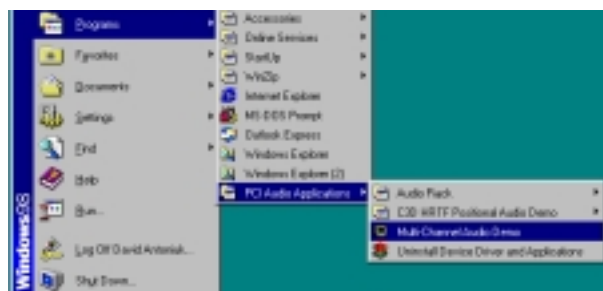 Programs
Favorites
Documents
Settings
Find
Help
Run...
Log Off David Antoniuk...
Shut Down...
Windows98
Accessories
Online Services
StartUp
WinZip
Internet Explorer
MS-DOS Prompt
Outlook Express
Windows Explorer
Windows Explorer (2)
PCI Audio Applications
Audio Rack
C3D HRTF Positional Audio Demo
Multi-Channel Audio Demo
Uninstall Device Driver and Applications